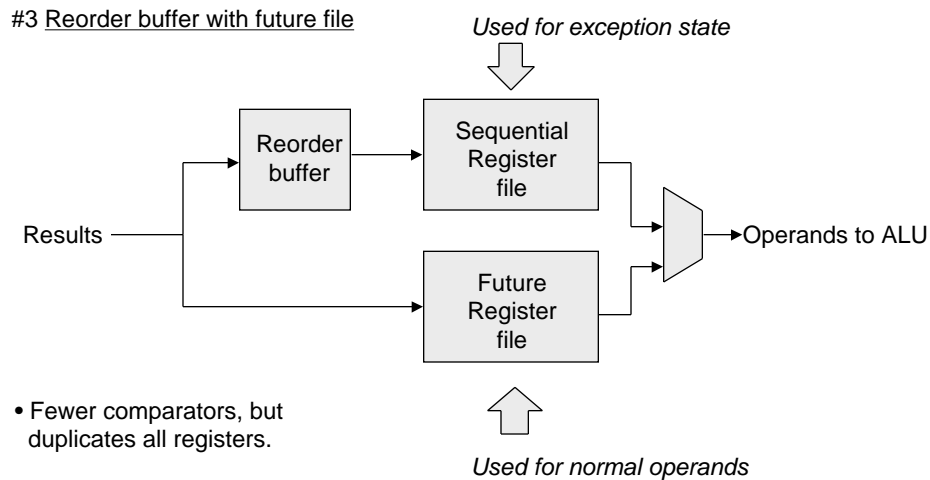 #3 Reorder buffer with future file
Used for exception state
Reorder
buffer
Sequential
Register
file
Results
Operands to ALU
Future
Register
file
• Fewer comparators, but
duplicates all registers.
Used for normal operands